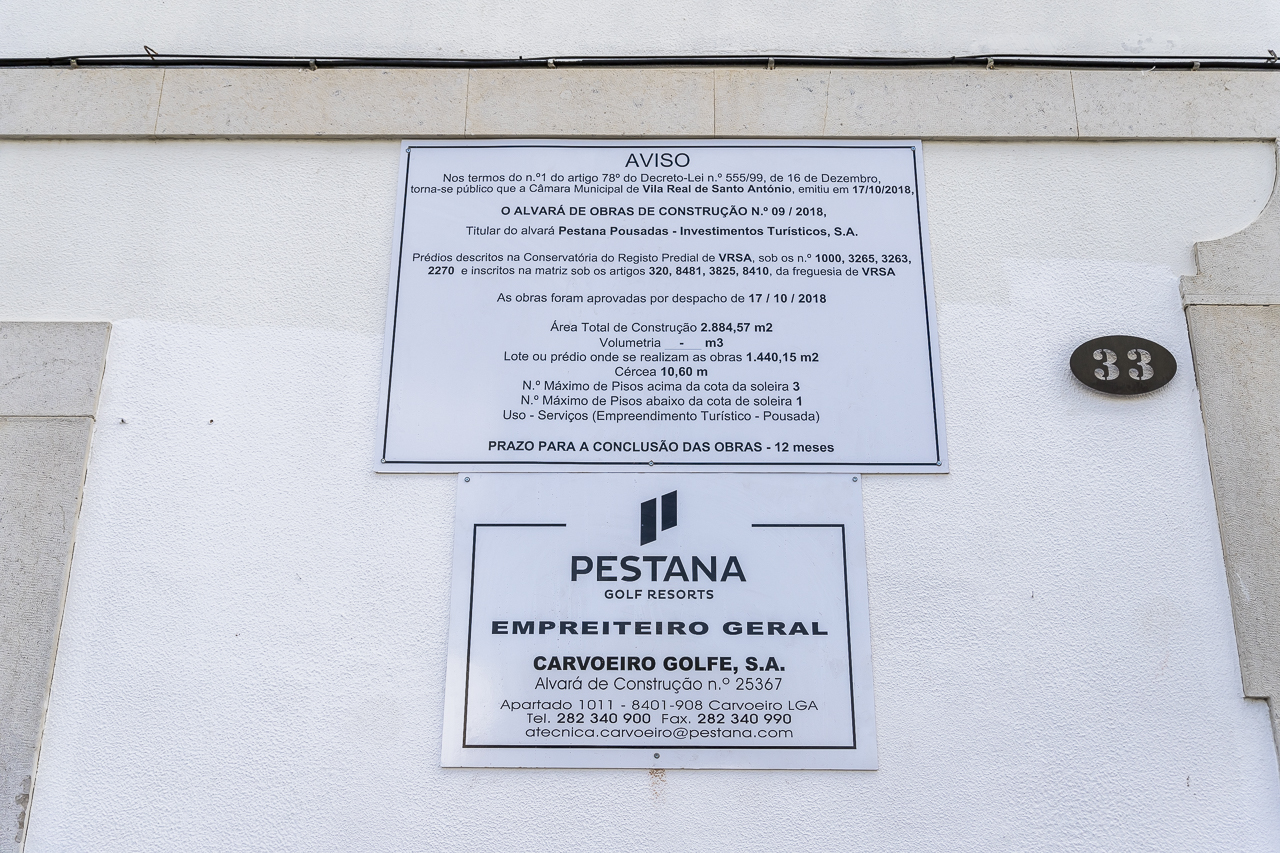 AVISO
Nos termos do n.º1 do artigo 78º do Decreto-Lei n.º 555/99, de 16 de Dezembro,
torna-se público que a Câmara Municipal de Vila Real de Santo António, emitiu em 17/10/2018,
O ALVARÁ DE OBRAS DE CONSTRUÇÃO N.º 09 / 2018,
Titular do alvará Pestana Pousadas - Investimentos Turísticos, S.A.
Prédios descritos na Conservatória do Registo Predial de VRSA, sob os n.º 1000, 3265, 3263,
2270 e inscritos na matriz sob os artigos 320, 8481, 3825, 8410, da freguesia de VRSA
As obras foram aprovadas por despacho de 17 / 10 / 2018
Área Total de Construção 2.884,57 m2
Volumetria __-__ m3
Lote ou prédio onde se realizam as obras 1.440,15 m2
Cércea 10,60 m
N.º Máximo de Pisos acima da cota da soleira 3
N.º Máximo de Pisos abaixo da cota de soleira 1
Uso - Serviços (Empreendimento Turístico - Pousada)
PRAZO PARA A CONCLUSÃO DAS OBRAS - 12 meses
33
PESTANA
GOLF RESORTS
EMPREITEIRO GERAL
CARVOEIRO GOLFE, S.A.
Alvará de Construção n.º 25367
Apartado 1011 - 8401-908 Carvoeiro LGA
Tel. 282 340 900 Fax. 282 340 990
atecnica.carvoeiro@pestana.com